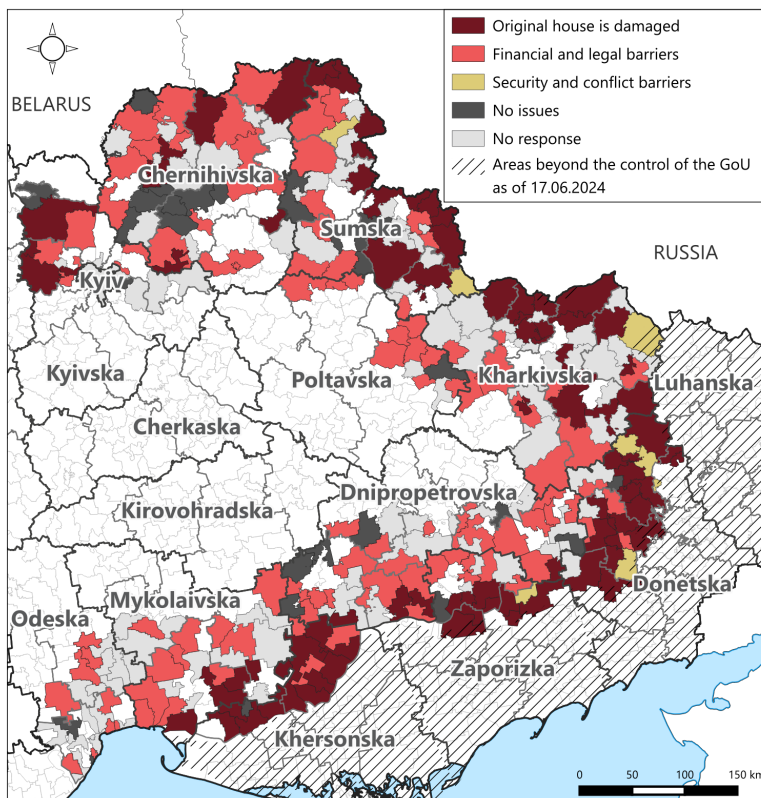 Original house is damaged
Financial and legal barriers
Security and conflict barriers
No issues
No response
Areas beyond the control of the GoU
as of 17.06.2024
BELARUS
Chernihivska
Sumska
RUSSIA
Kyiv
Kyivska
Poltavska
Kharkivska
Luhanska
Cherkaska
Dnipropetrovska
Kirovohradska
Donetska
Mykolaivska
Odeska
Zaporizka
Khersonska
0 50 100 150 km